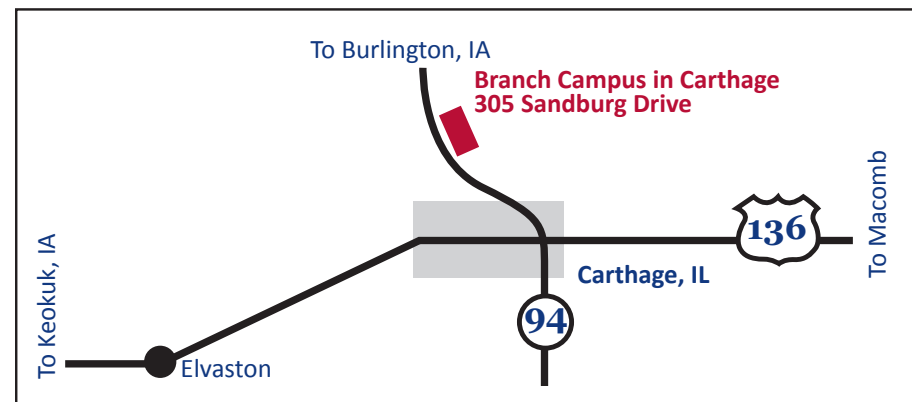 To Burlington, IA
Branch Campus in Carthage
305 Sandburg Drive
136
To Macomb
Carthage, IL
94
To Keokuk, IA
Elvaston